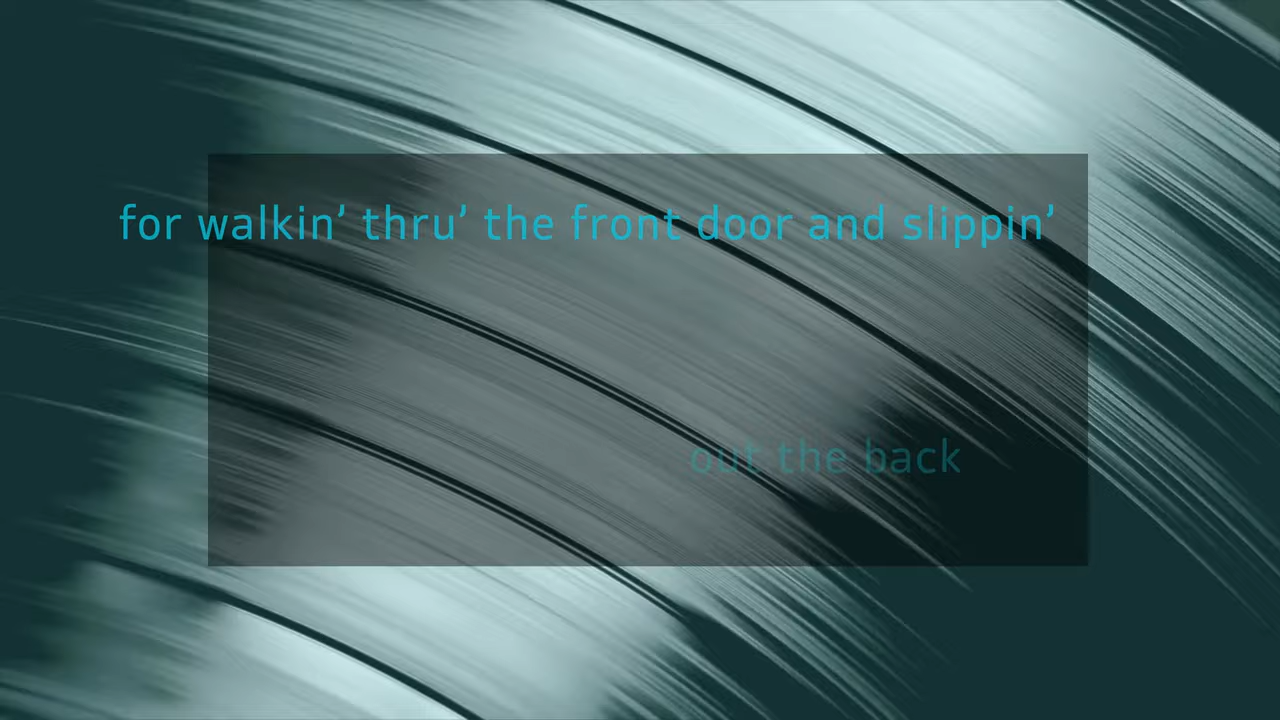 for walkin’ thru’ the front door and slippin’
out the back